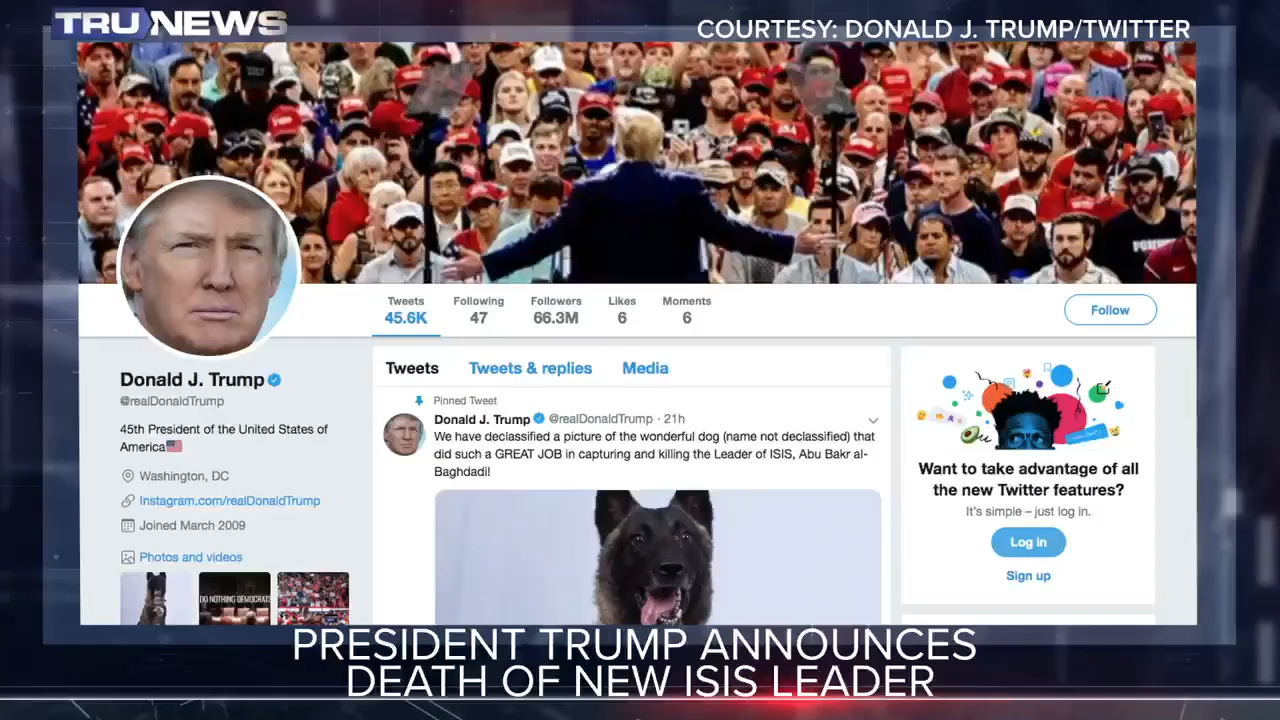 TRUNEWS
COURTESY: DONALD J. TRUMP/TWITTER
Tweets
45.6K
Following
47
Followers
66.3M
Likes
6
Moments
6
Follow
Donald J. Trump
@realDonaldTrump
45th President of the United States of
America🇺🇸
Washington, DC
Instagram.com/realDonaldTrump
Joined March 2009
Photos and videos
DO NOTHING DEMOCRATS
Tweets
Tweets & replies
Media
Pinned Tweet
Donald J. Trump @realDonaldTrump · 21h
We have declassified a picture of the wonderful dog (name not declassified) that
did such a GREAT JOB in capturing and killing the Leader of ISIS, Abu Bakr al-
Baghdadi!
Want to take advantage of all
the new Twitter features?
It's simple – just log in.
Log in
Sign up
PRESIDENT TRUMP ANNOUNCES
DEATH OF NEW ISIS LEADER